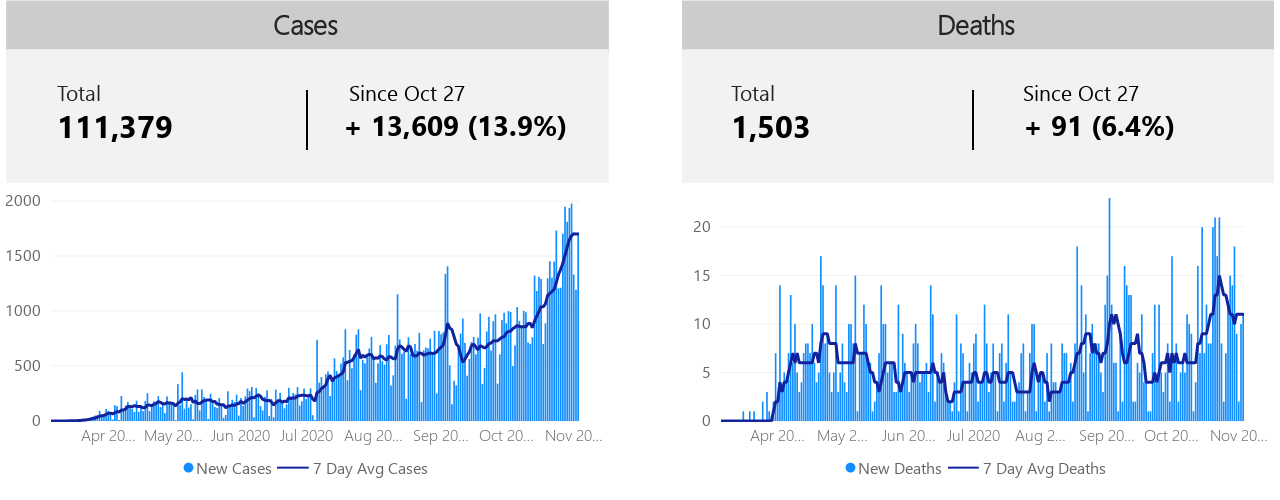 Cases
Total
Since Oct 27
111,379
+ 13,609 (13.9%)
2000
1500
1000
500
0
Apr 20... May 20... Jun 2020 Jul 2020 Aug 20... Sep 20... Oct 20... Nov 20...
New Cases 7 Day Avg Cases
Deaths
Total
Since Oct 27
1,503
+ 91 (6.4%)
20
15
10
5
0
Apr 20... May 2... Jun 20... Jul 2020 Aug 2... Sep 20... Oct 20... Nov 20...
New Deaths 7 Day Avg Deaths